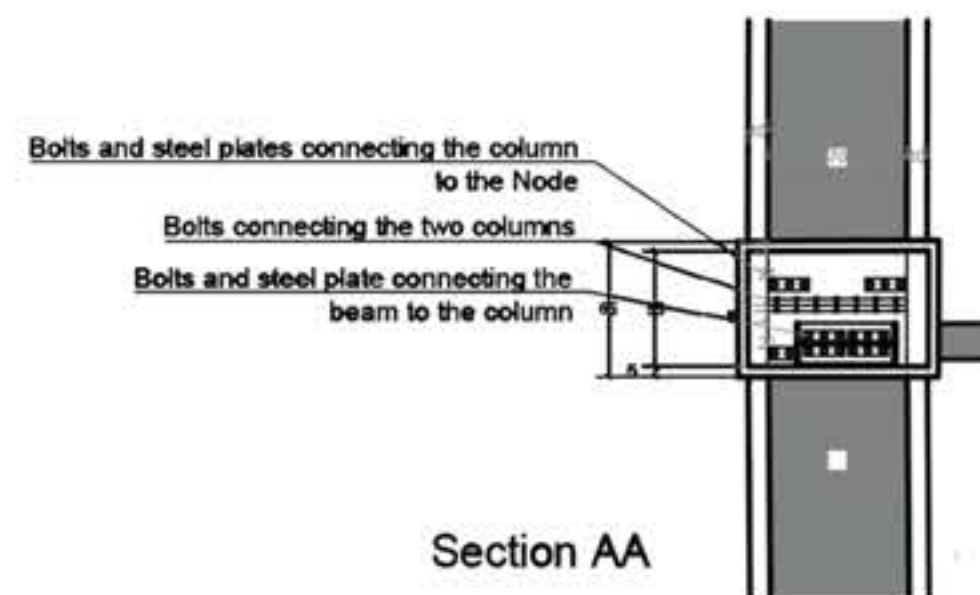 Bolts and steel plates connecting the column
to the Node
Bolts connecting the two columns
Bolts and steel plate connecting the
beam to the column
5
Section AA